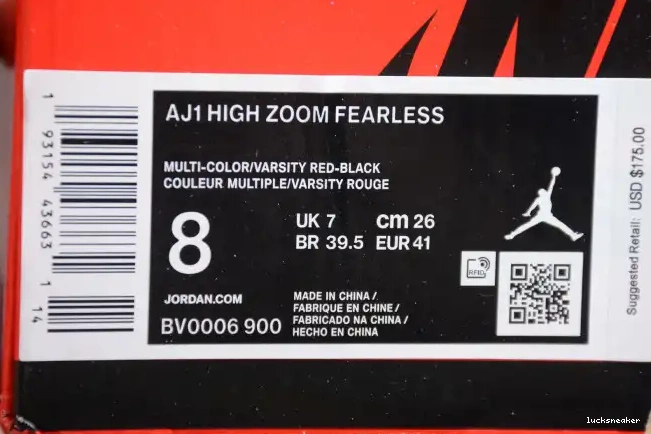 AJ1 HIGH ZOOM FEARLESS
MULTI-COLOR/VARSITY RED-BLACK
COULEUR MULTIPLE/VARSITY ROUGE
8
UK 7 cm 26
BR 39.5 EUR 41
RFID
JORDAN.COM
BV0006 900
MADE IN CHINA /
FABRIQUE EN CHINE /
FABRICADO NA CHINA /
HECHO EN CHINA
1 93154 43663 1 14
Suggested Retail: USD $175.00
lucksneaker